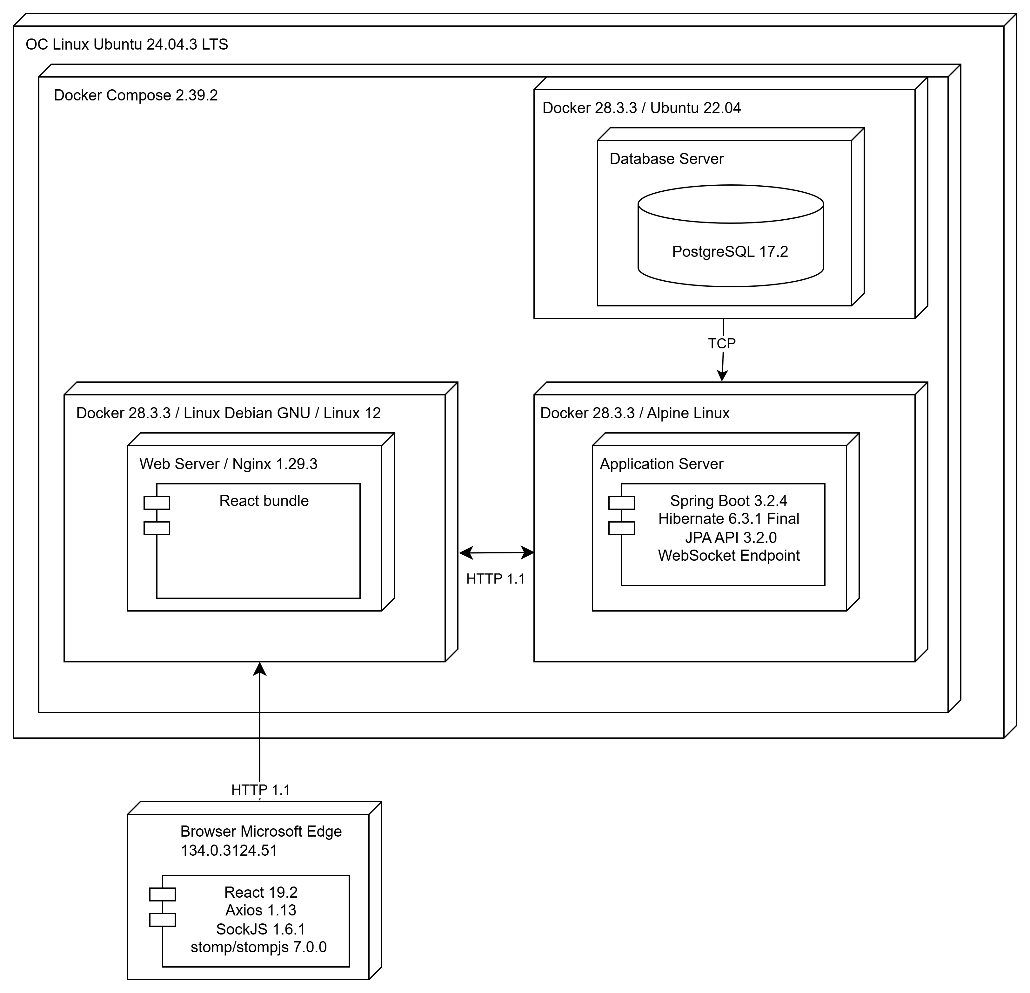 OC Linux Ubuntu 24.04.3 LTS
Docker Compose 2.39.2
Docker 28.3.3 / Ubuntu 22.04
Database Server
PostgreSQL 17.2
TCP
Docker 28.3.3 / Linux Debian GNU / Linux 12
Web Server / Nginx 1.29.3
React bundle
HTTP 1.1
Docker 28.3.3 / Alpine Linux
Application Server
Spring Boot 3.2.4
Hibernate 6.3.1 Final
JPA API 3.2.0
WebSocket Endpoint
HTTP 1.1
Browser Microsoft Edge
134.0.3124.51
React 19.2
Axios 1.13
SockJS 1.6.1
stomp/stompjs 7.0.0